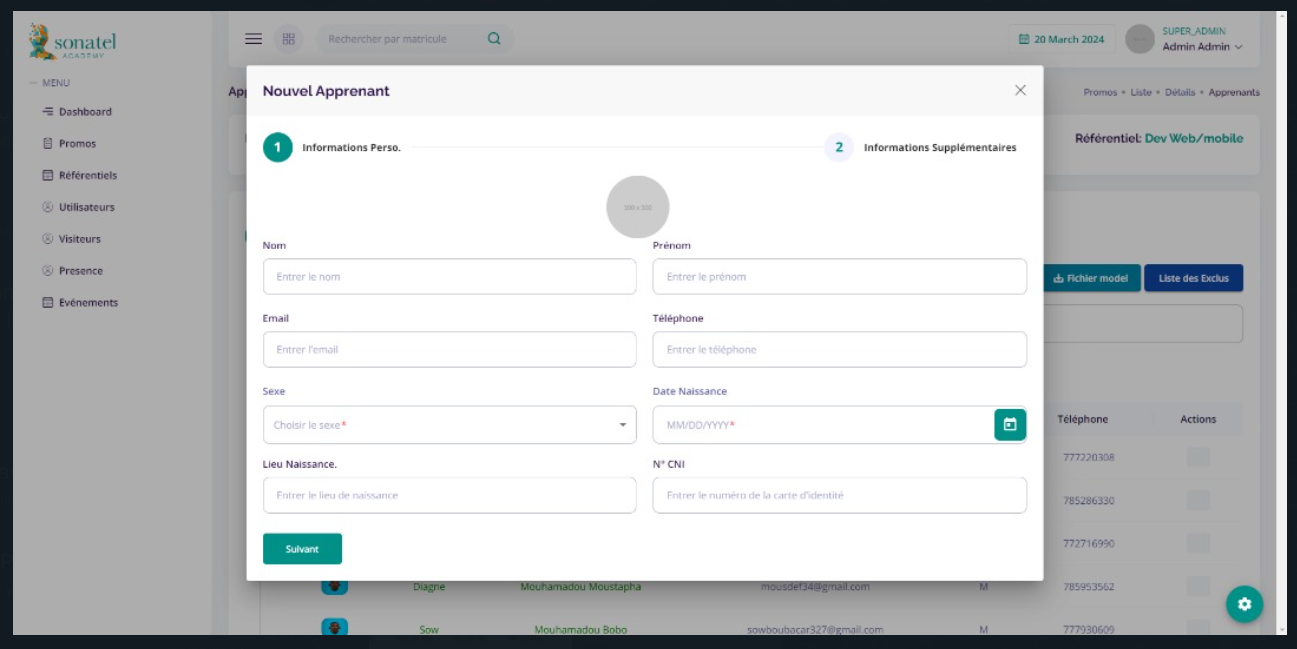 sonatel
ACADEMY
Rechercher par matricule
20 March 2024
SUPER_ADMIN
Admin Admin
MENU
Dashboard
Promos
Référentiels
Utilisateurs
Visiteurs
Presence
Evénements
Promos • Liste • Détails • Apprenants
Référentiel: Dev Web/mobile
Nouvel Apprenant
1 Informations Perso.
2 Informations Supplémentaires
300 x 300
Nom
Prénom
Entrer le nom
Entrer le prénom
Email
Téléphone
Entrer l'email
Entrer le téléphone
Sexe
Date Naissance
Choisir le sexe*
MM/DD/YYYY*
Lieu Naissance.
N° CNI
Entrer le lieu de naissance
Entrer le numéro de la carte d'identité
Suivant
Fichier model
Liste des Exclus
Téléphone Actions
777220308
785286330
772716990
Diagne Mouhamadou Moustapha mousdef34@gmail.com M 785953562
Sow Mouhamadou Bobo sowboubacar327@gmail.com M 777930609